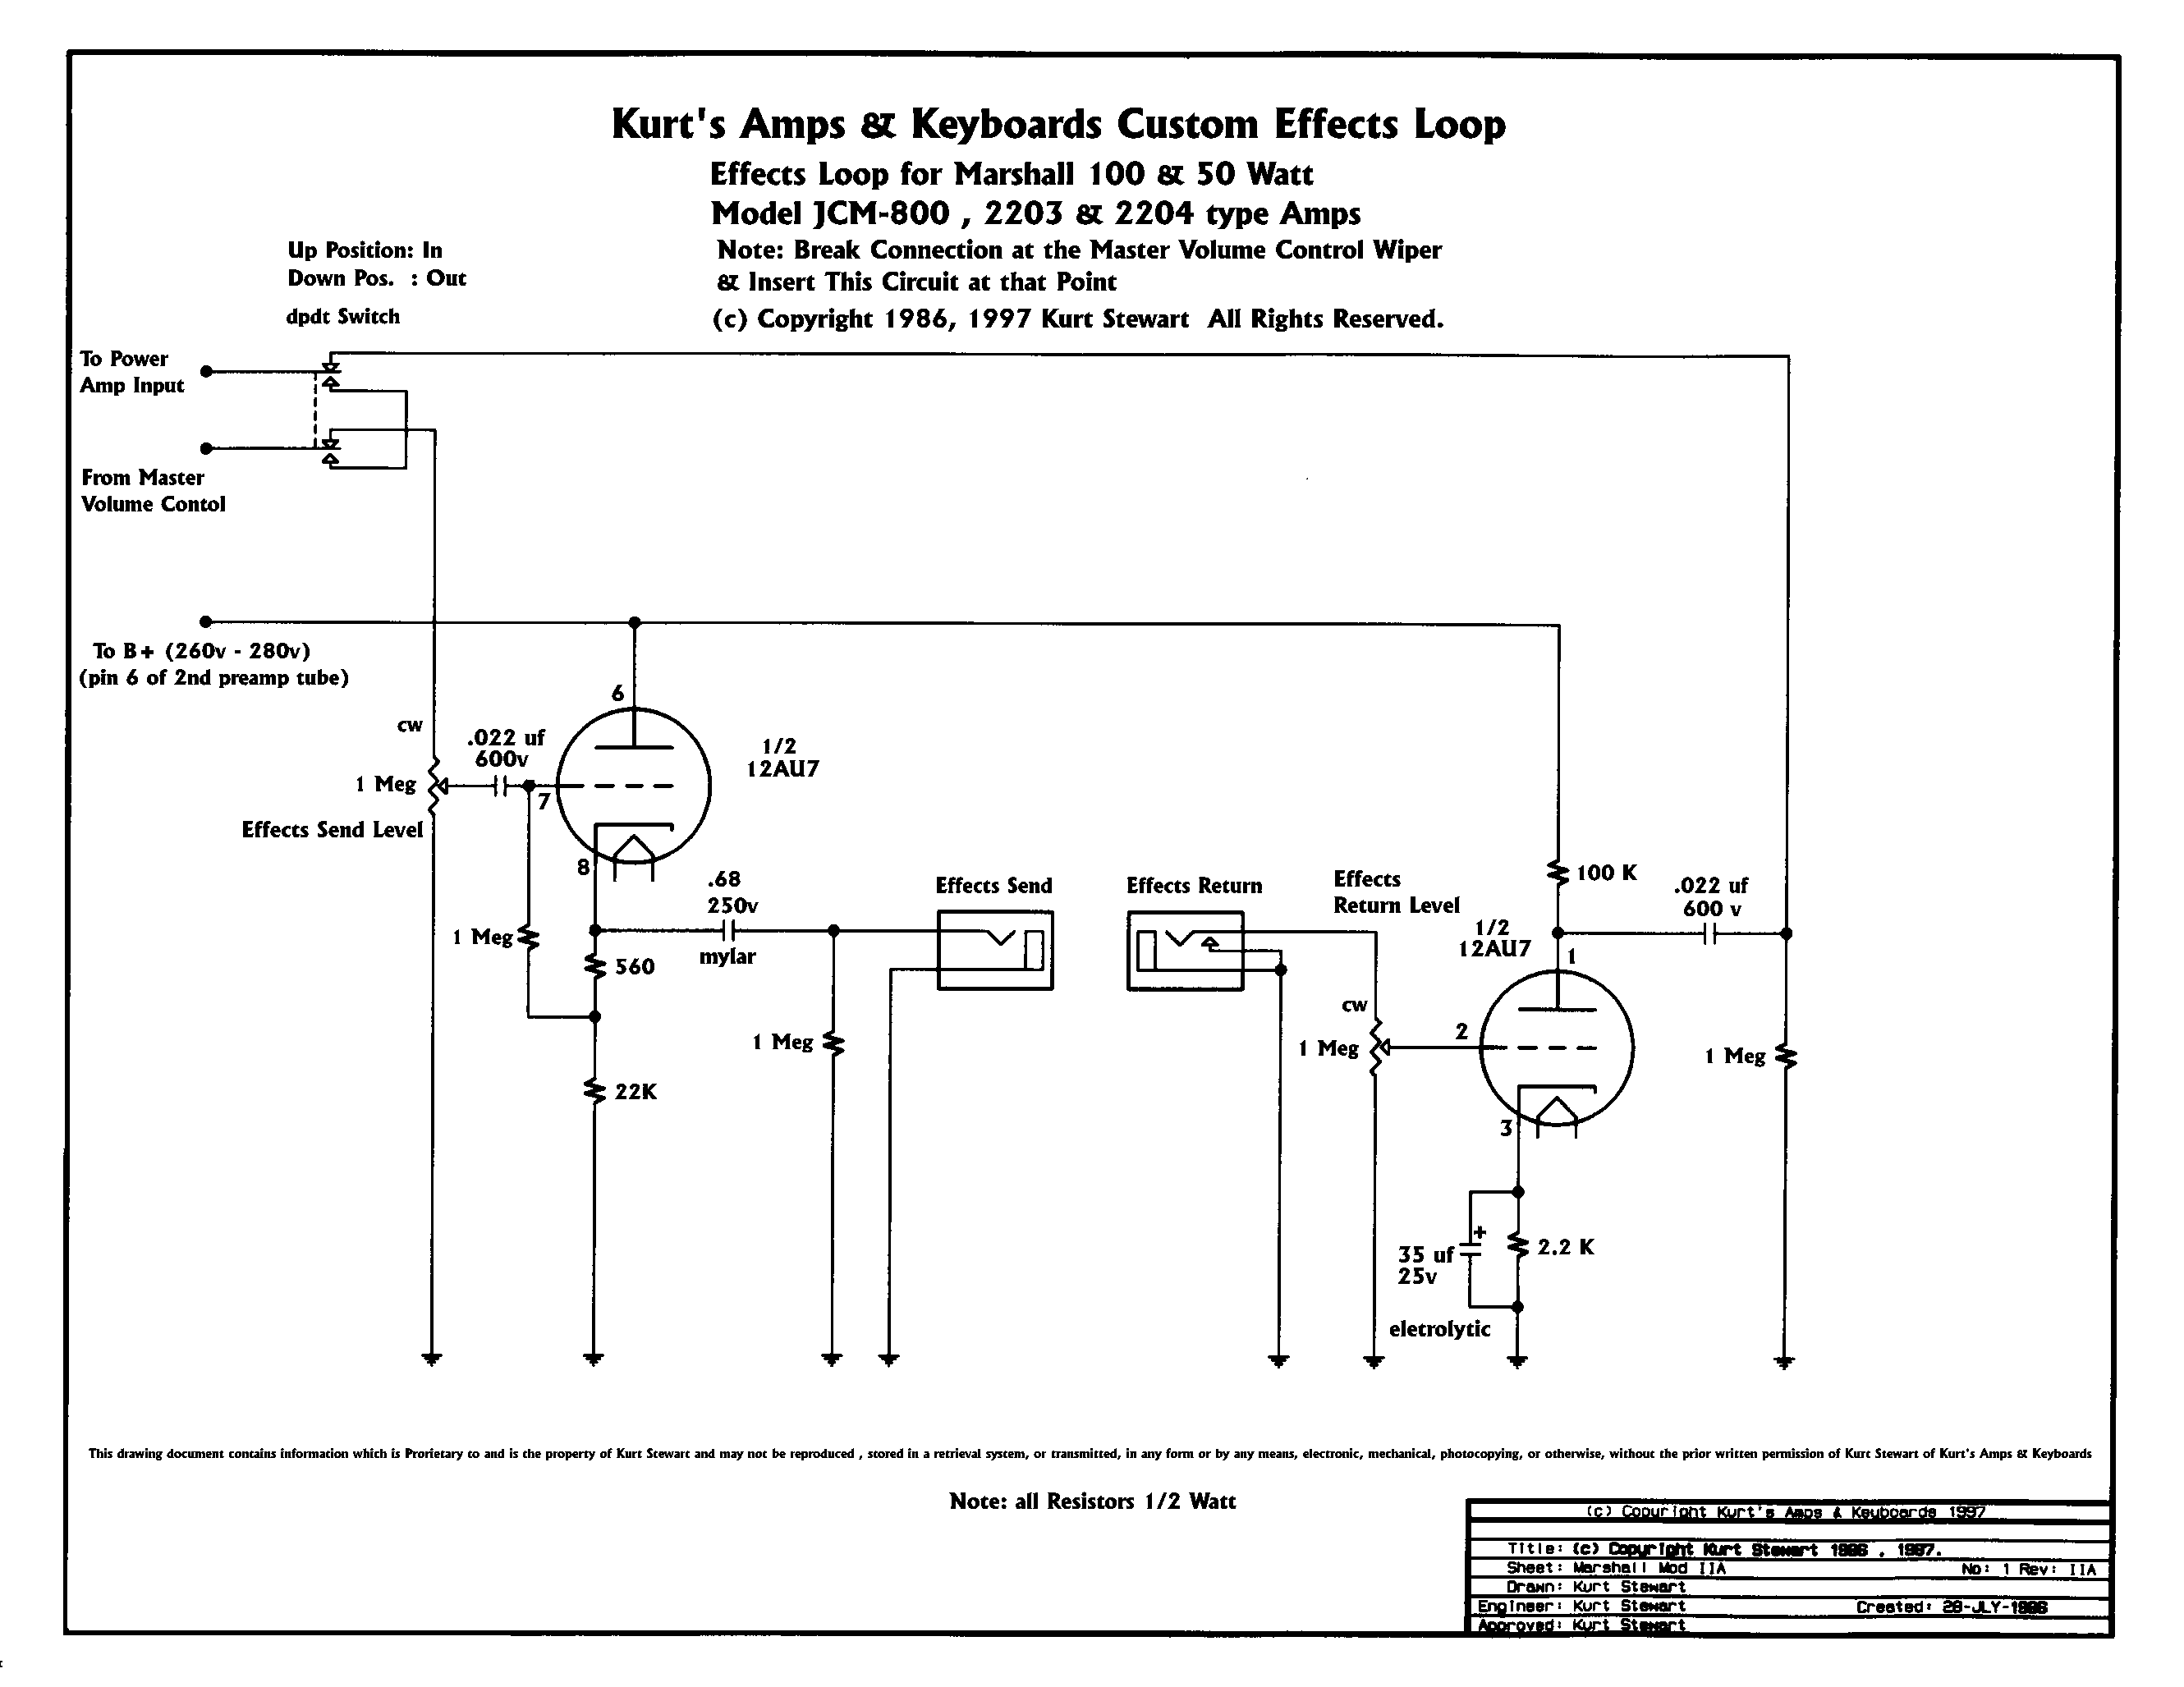 Kurt's Amps & Keyboards Custom Effects Loop
Effects Loop for Marshall 100 & 50 Watt
Model JCM-800 , 2203 & 2204 type Amps
Note: Break Connection at the Master Volume Control Wiper
& Insert This Circuit at that Point
(c) Copyright 1986, 1997 Kurt Stewart All Rights Reserved.
Up Position: In
Down Pos. : Out
dpdt Switch
To Power
Amp Input
From Master
Volume Contol
To B+ (260v - 280v)
(pin 6 of 2nd preamp tube)
cw
1 Meg
Effects Send Level
.022 uf
600v
6
7
8
1/2
12AU7
1 Meg
560
22K
.68
250v
mylar
1 Meg
Effects Send
Effects Return
Effects
Return Level
cw
1 Meg
1/2
12AU7
1
2
3
100 K
.022 uf
600 v
1 Meg
+
35 uf
25v
eletrolytic
2.2 K
This drawing document contains information which is Prorietary to and is the property of Kurt Stewart and may not be reproduced , stored in a retrieval system, or transmitted, in any form or by any means, electronic, mechanical, photocopying, or otherwise, without the prior written permission of Kurt Stewart of Kurt's Amps & Keyboards
Note: all Resistors 1/2 Watt
(c) Copyright Kurt's Amps & Keyboards 1997
Title: (c) Copyright Kurt Stewart 1986 , 1997.
Sheet: Marshall Mod IIA No: 1 Rev: IIA
Drawn: Kurt Stewart
Engineer: Kurt Stewart Created: 28-JLY-1986
Approved: Kurt Stewart